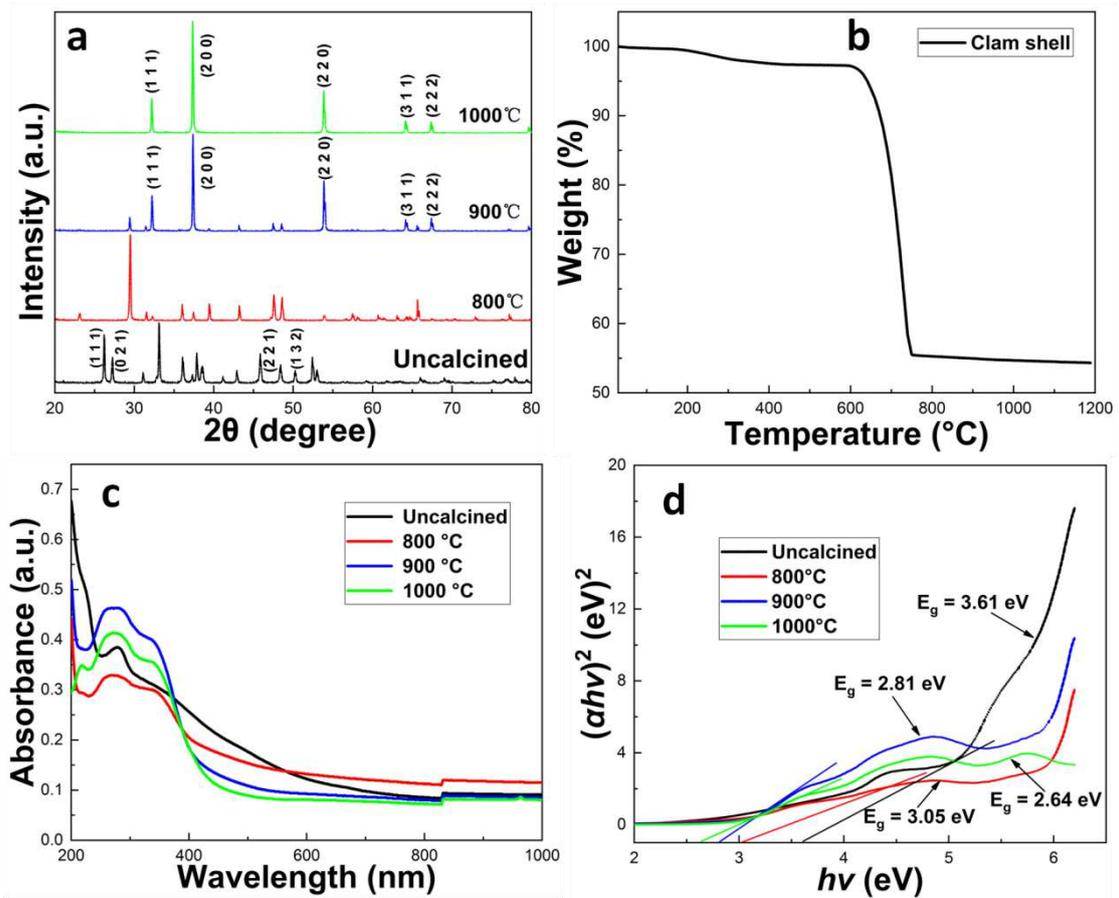 a
(1 1 1)
(2 0 0)
(2 2 0)
(3 1 1)
(2 2 2)
1000℃
(1 1 1)
(2 0 0)
(2 2 0)
(3 1 1)
(2 2 2)
900℃
800℃
(1 1 1)
(0 2 1)
(2 2 1)
(1 3 2)
Uncalcined
Intensity (a.u.)
20 30 40 50 60 70 80
2θ (degree)
b
Clam shell
Weight (%)
100
90
80
70
60
50
200 400 600 800 1000 1200
Temperature (°C)
c
Uncalcined
800 °C
900 °C
1000 °C
Absorbance (a.u.)
0.7
0.6
0.5
0.4
0.3
0.2
0.1
0.0
200 400 600 800 1000
Wavelength (nm)
d
Uncalcined
800°C
900°C
1000°C
Eg = 3.61 eV
Eg = 2.81 eV
Eg = 2.64 eV
Eg = 3.05 eV
(αhv)² (eV)²
20
16
12
8
4
0
2 3 4 5 6
hv (eV)